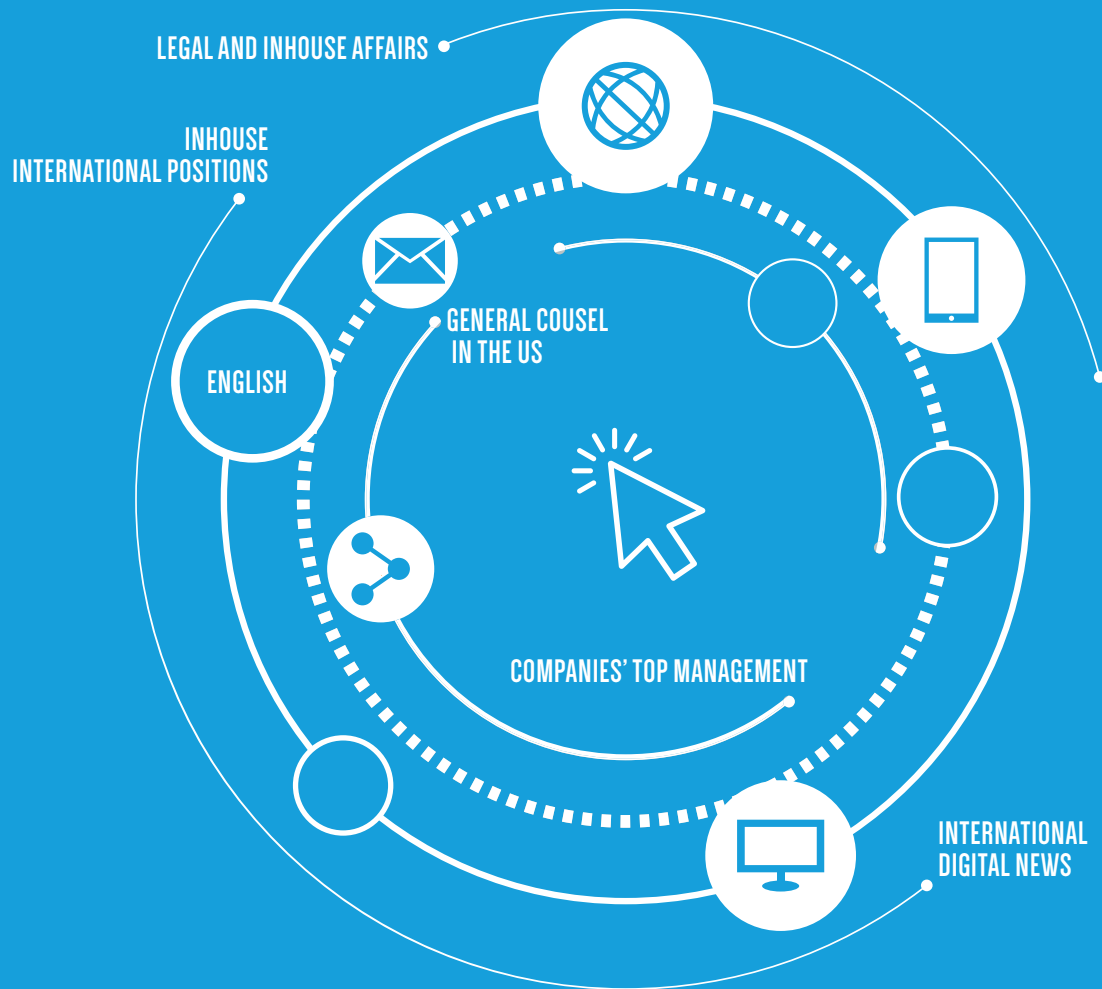 LEGAL AND INHOUSE AFFAIRS
INHOUSE
INTERNATIONAL POSITIONS
GENERAL COUSEL
IN THE US
ENGLISH
COMPANIES' TOP MANAGEMENT
INTERNATIONAL
DIGITAL NEWS